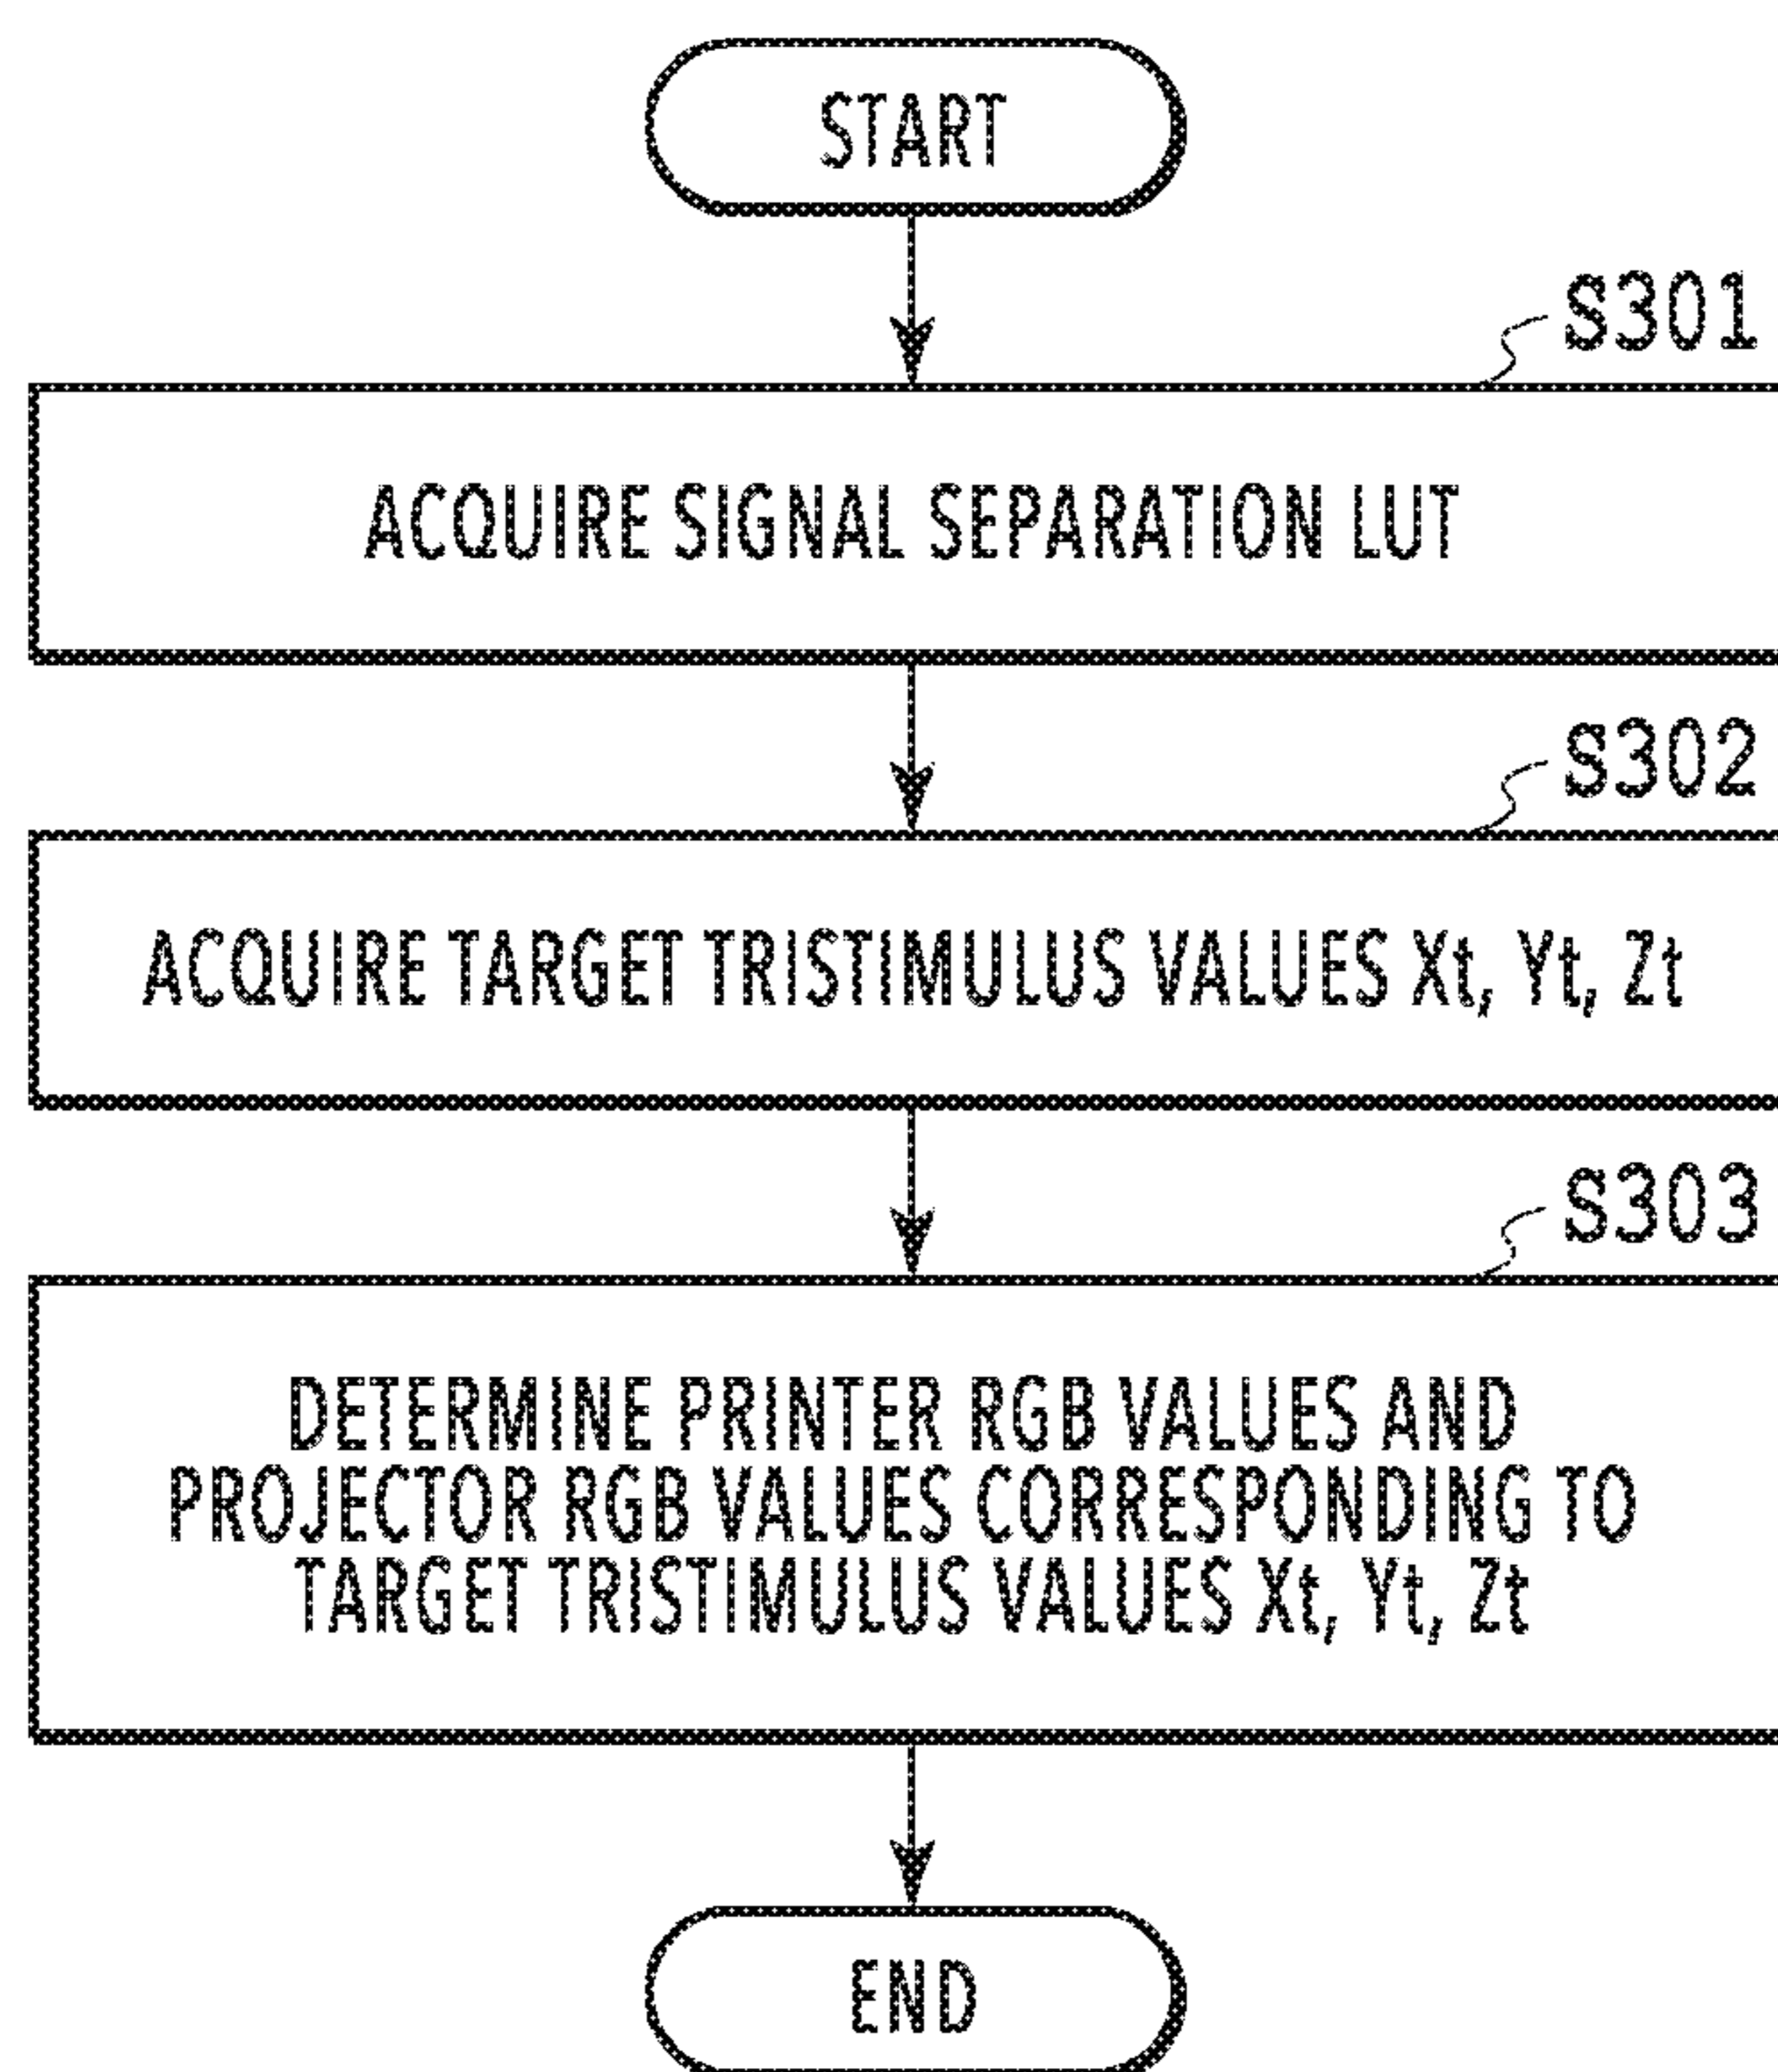 START
S301
ACQUIRE SIGNAL SEPARATION LUT
S302
ACQUIRE TARGET TRISTIMULUS VALUES Xt, Yt, Zt
S303
DETERMINE PRINTER RGB VALUES AND
PROJECTOR RGB VALUES CORRESPONDING TO
TARGET TRISTIMULUS VALUES Xt, Yt, Zt
END